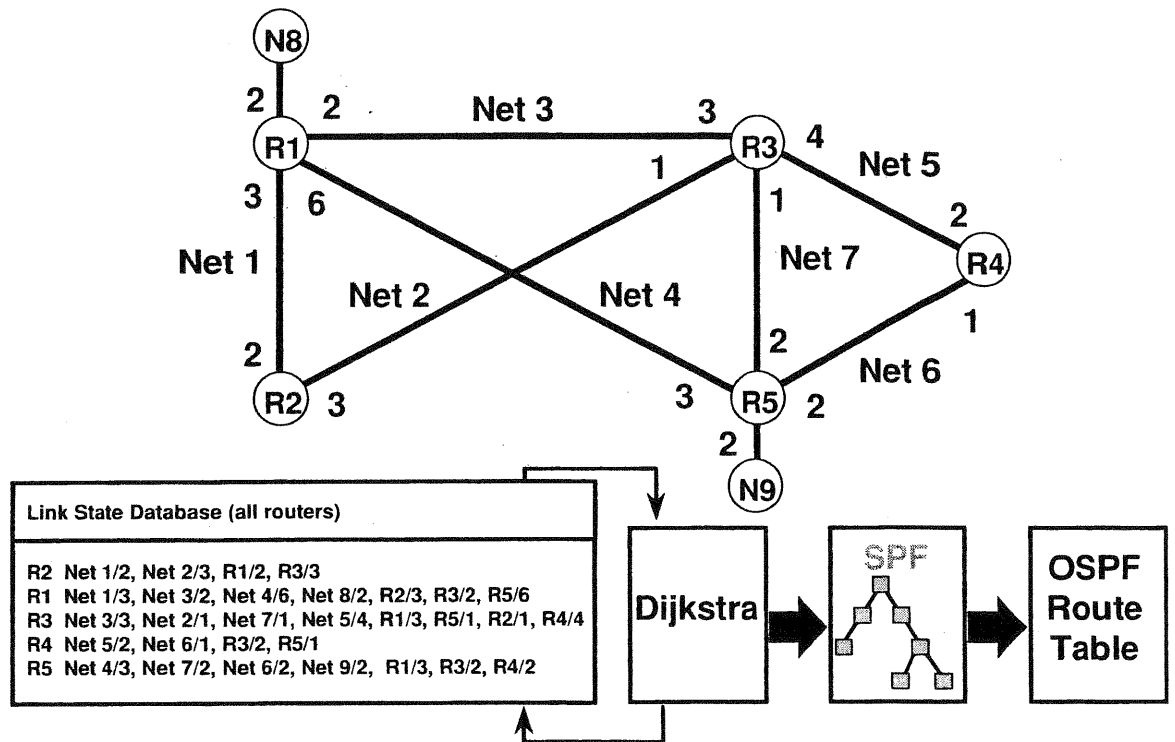 N8
2
2
Net 3
3
R1
R3
4
3
6
1
1
Net 5
2
Net 1
Net 2
Net 4
Net 7
R4
1
2
2
Net 6
R2
3
3
R5
2
2
N9
Link State Database (all routers)
R2 Net 1/2, Net 2/3, R1/2, R3/3
R1 Net 1/3, Net 3/2, Net 4/6, Net 8/2, R2/3, R3/2, R5/6
R3 Net 3/3, Net 2/1, Net 7/1, Net 5/4, R1/3, R5/1, R2/1, R4/4
R4 Net 5/2, Net 6/1, R3/2, R5/1
R5 Net 4/3, Net 7/2, Net 6/2, Net 9/2, R1/3, R3/2, R4/2
Dijkstra
SPF
OSPF
Route
Table